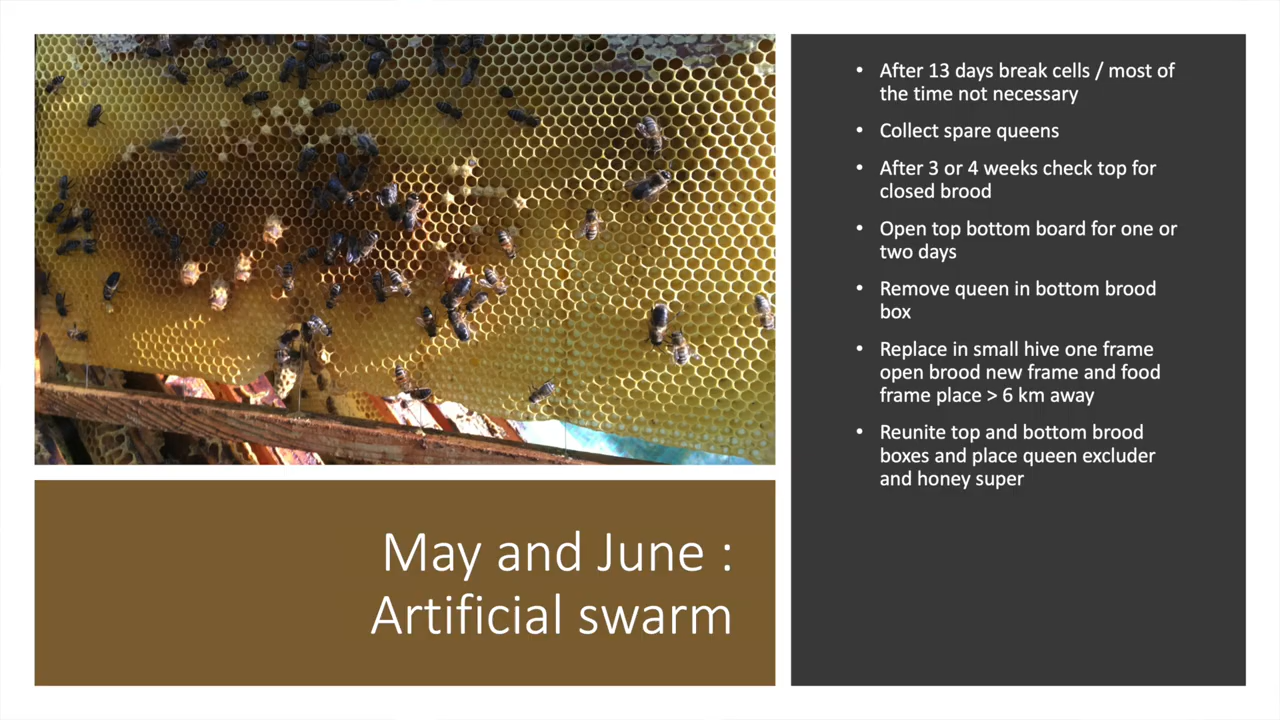 • After 13 days break cells / most of
the time not necessary
• Collect spare queens
• After 3 or 4 weeks check top for
closed brood
• Open top bottom board for one or
two days
• Remove queen in bottom brood
box
• Replace in small hive one frame
open brood new frame and food
frame place > 6 km away
• Reunite top and bottom brood
boxes and place queen excluder
and honey super
May and June :
Artificial swarm